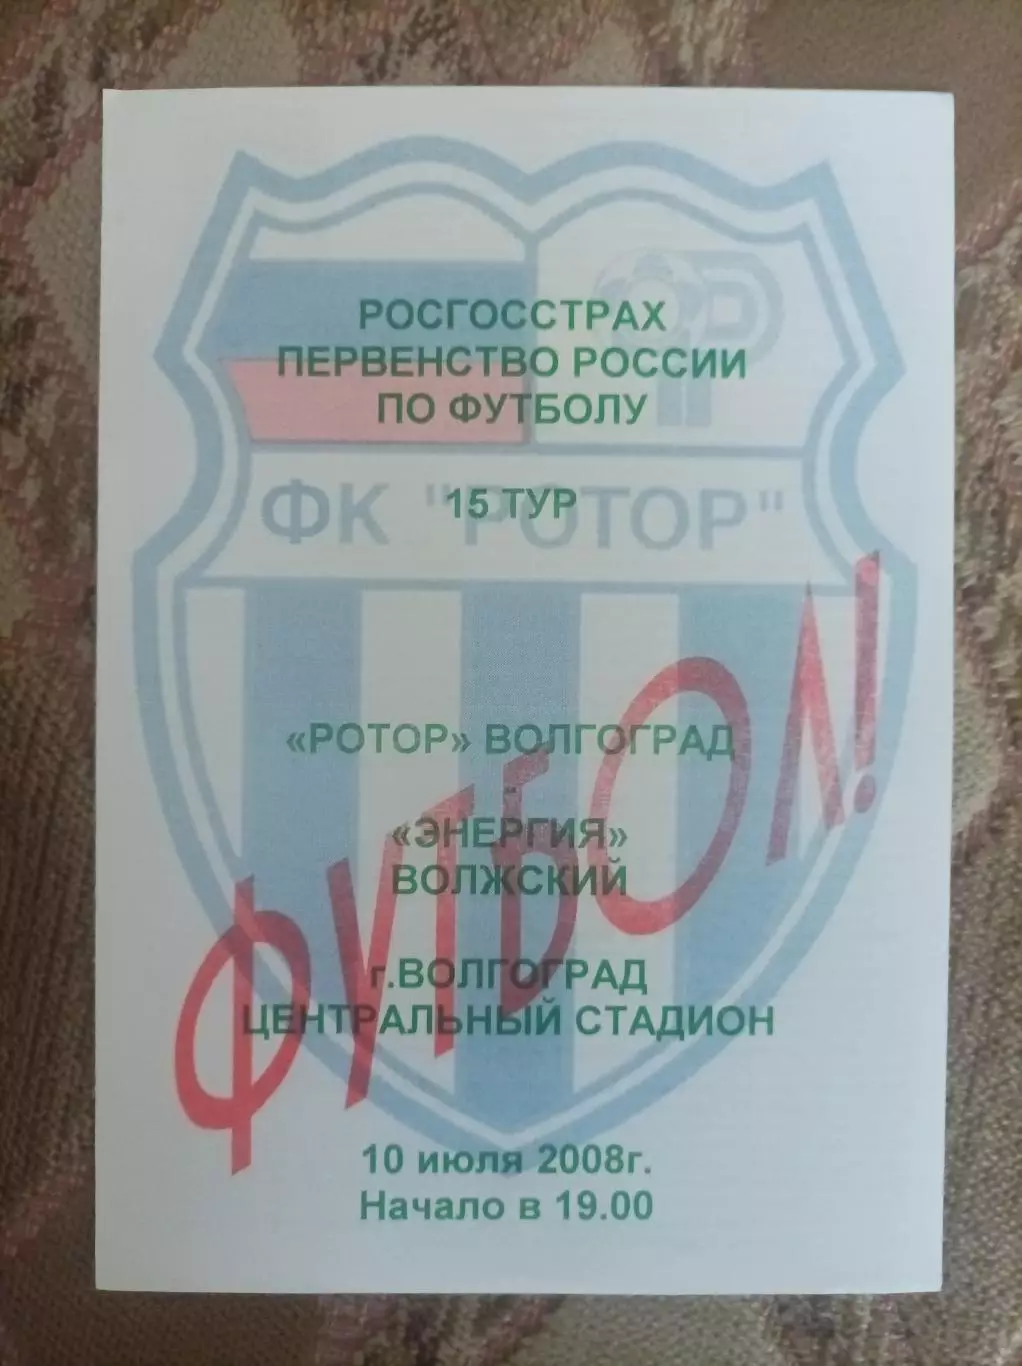 РОСГОССТРАХ
ПЕРВЕНСТВО РОССИИ
ПО ФУТБОЛУ
15 ТУР
ФК "РОТОР"
«РОТОР» ВОЛГОГРАД
-
«ЭНЕРГИЯ»
ВОЛЖСКИЙ
ФУТБОЛ!
г.ВОЛГОГРАД
ЦЕНТРАЛЬНЫЙ СТАДИОН
10 июля 2008г.
Начало в 19.00